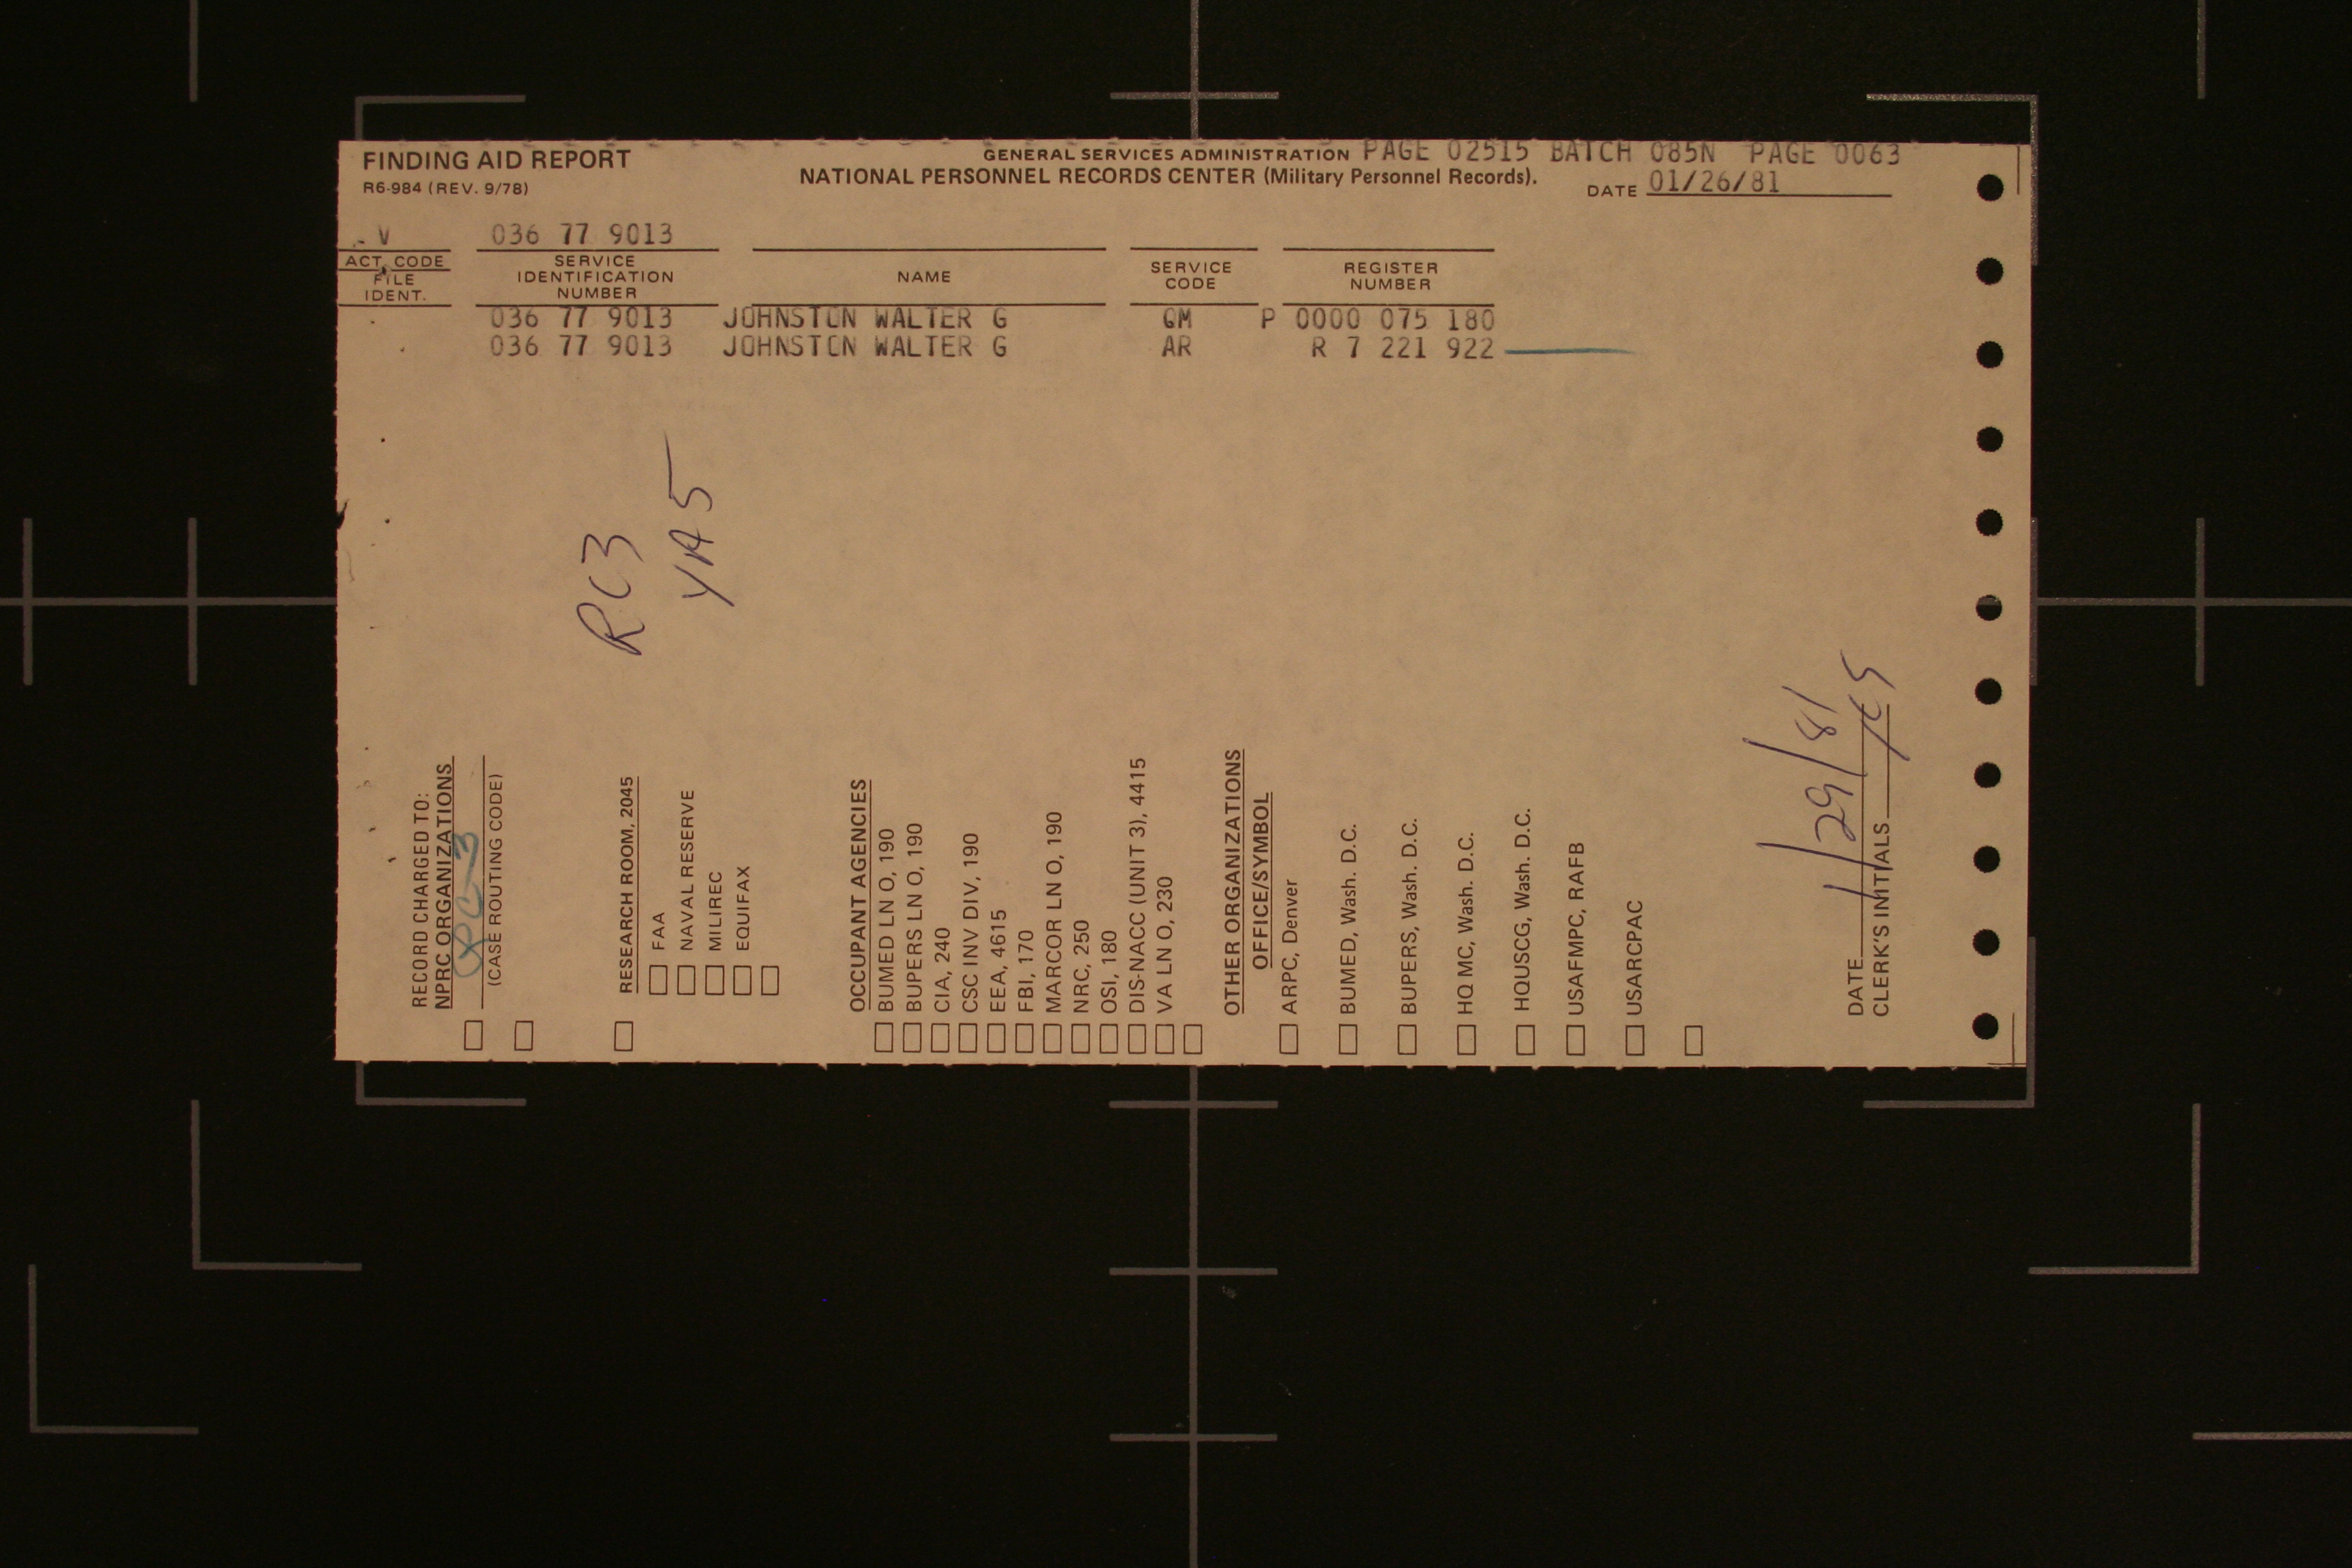 FINDING AID REPORT
R6-984 (REV. 9/78)
GENERAL SERVICES ADMINISTRATION PAGE 02515 BATCH 085N PAGE 0063
NATIONAL PERSONNEL RECORDS CENTER (Military Personnel Records).
DATE 01/26/81
V 036 77 9013
ACT. CODE
FILE IDENT.
SERVICE IDENTIFICATION NUMBER
NAME
SERVICE CODE
REGISTER NUMBER
036 77 9013 JOHNSTON WALTER G QM P 0000 075 180
036 77 9013 JOHNSTON WALTER G AR R 7 221 922
RC3
YA5
RECORD CHARGED TO:
NPRC ORGANIZATIONS
RC-3
(CASE ROUTING CODE)
RESEARCH ROOM, 2045
FAA
NAVAL RESERVE
MILIREC
EQUIFAX
OCCUPANT AGENCIES
BUMED LN O, 190
BUPERS LN O, 190
CIA, 240
CSC INV DIV, 190
EEA, 4615
FBI, 170
MARCOR LN O, 190
NRC, 250
OSI, 180
DIS-NACC (UNIT 3), 4415
VA LN O, 230
OTHER ORGANIZATIONS
OFFICE/SYMBOL
ARPC, Denver
BUMED, Wash. D.C.
BUPERS, Wash. D.C.
HQ MC, Wash. D.C.
HQUSCG, Wash. D.C.
USAFMPC, RAFB
USARCPAC
DATE 1/29/81
CLERK'S INITIALS